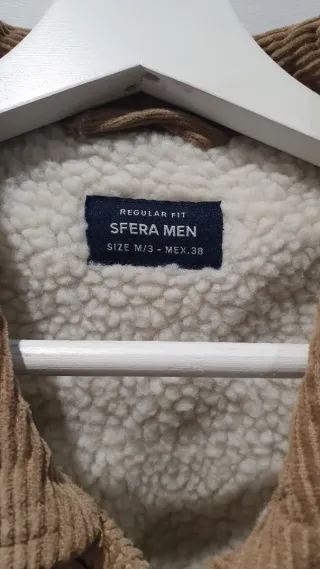 REGULAR FIT
SFERA MEN
SIZE M/3 - MEX.38